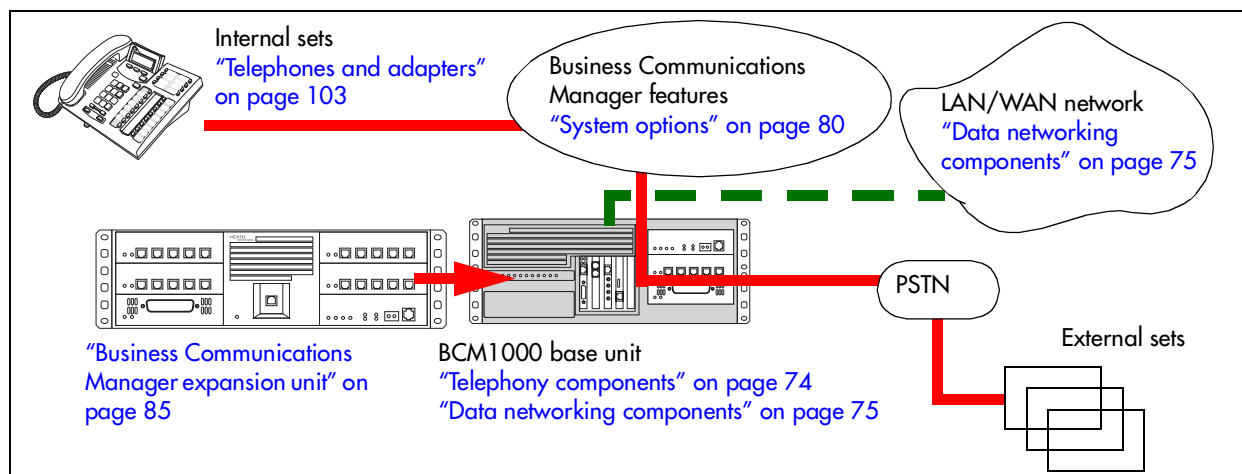 Internal sets
“Telephones and adapters”
on page 103
Business Communications
Manager features
“System options” on page 80
LAN/WAN network
“Data networking
components” on page 75
PSTN
External sets
“Business Communications
Manager expansion unit” on
page 85
BCM1000 base unit
“Telephony components” on page 74
“Data networking components” on page 75